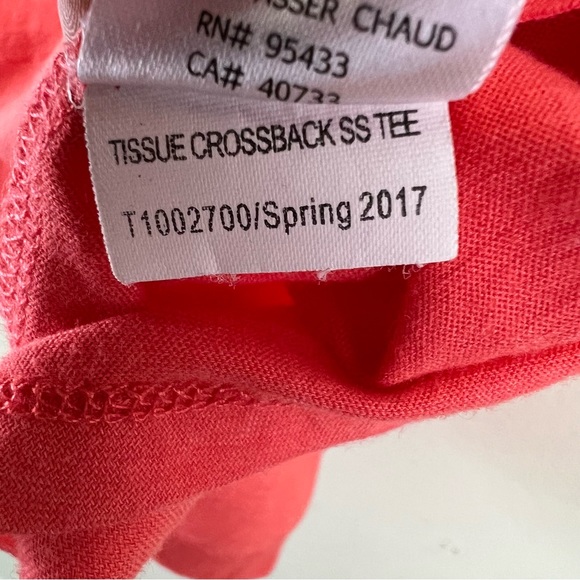 CHAUD
RN# 95433
CA# 40733
TISSUE CROSSBACK SS TEE
T1002700/Spring 2017